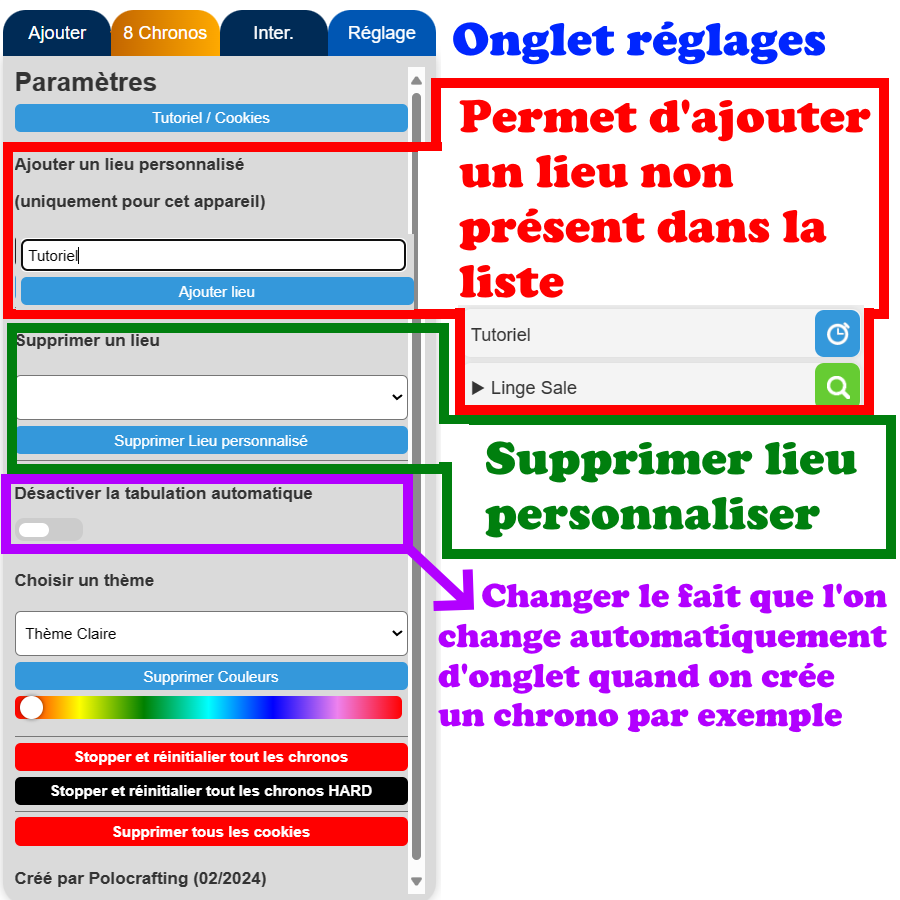 Ajouter
8 Chronos
Inter.
Réglage
Onglet réglages
Paramètres
Tutoriel / Cookies
Permet d'ajouter
un lieu non
présent dans la
liste
Ajouter un lieu personnalisé
(uniquement pour cet appareil)
Tutoriel
Ajouter lieu
Tutoriel
▶ Linge Sale
Supprimer un lieu
Supprimer Lieu personnalisé
Supprimer lieu
personnaliser
Désactiver la tabulation automatique
Changer le fait que l'on
change automatiquement
d'onglet quand on crée
un chrono par exemple
Choisir un thème
Thème Claire
Supprimer Couleurs
Stopper et réinitialier tout les chronos
Stopper et réinitialier tout les chronos HARD
Supprimer tous les cookies
Créé par Polocrafting (02/2024)